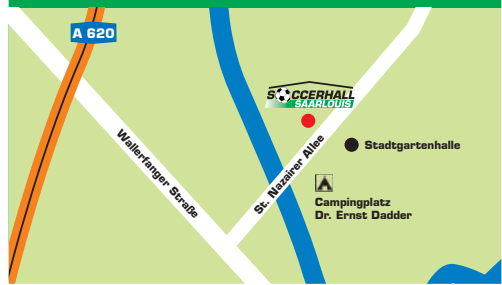 A 620
SOCCERHALL
SAARLOUIS
Wallerfanger Straße
St. Nazairer Allee
Stadtgartenhalle
Campingplatz
Dr. Ernst Dadder